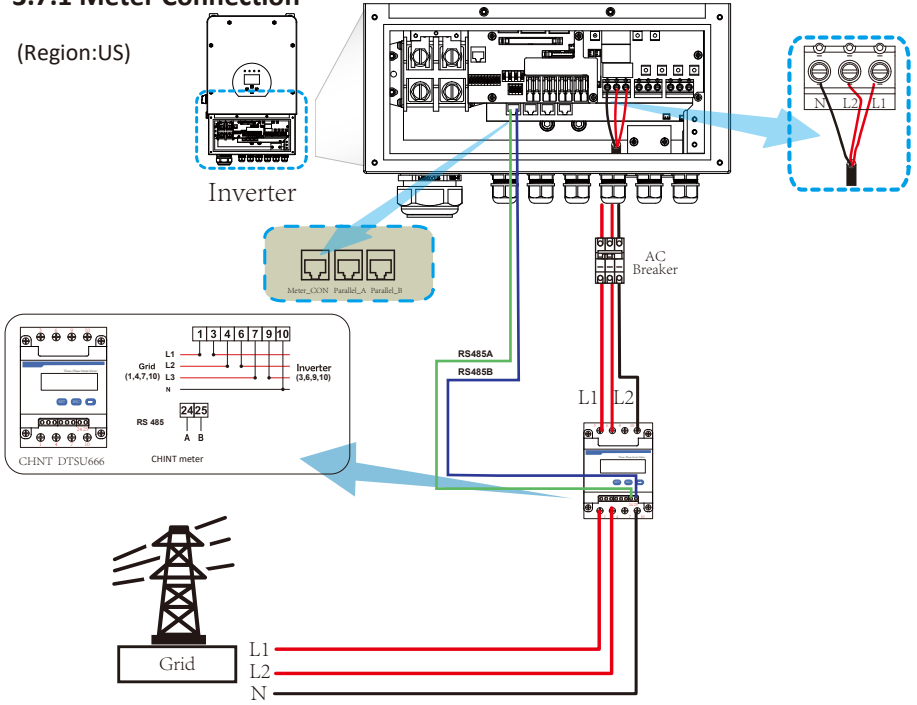 3.7.1 Meter Connection
(Region:US)
Inverter
N L2 L1
AC
Breaker
Meter_CON Parallel_A Parallel_B
RS485A
RS485B
1 3 4 6 7 9 10
L1
Grid L2 Inverter
(1,4,7,10) L3 (3,6,9,10)
N
24 25
RS 485
A B
CHNT DTSU666
CHINT meter
L1 L2
Grid
L1
L2
N